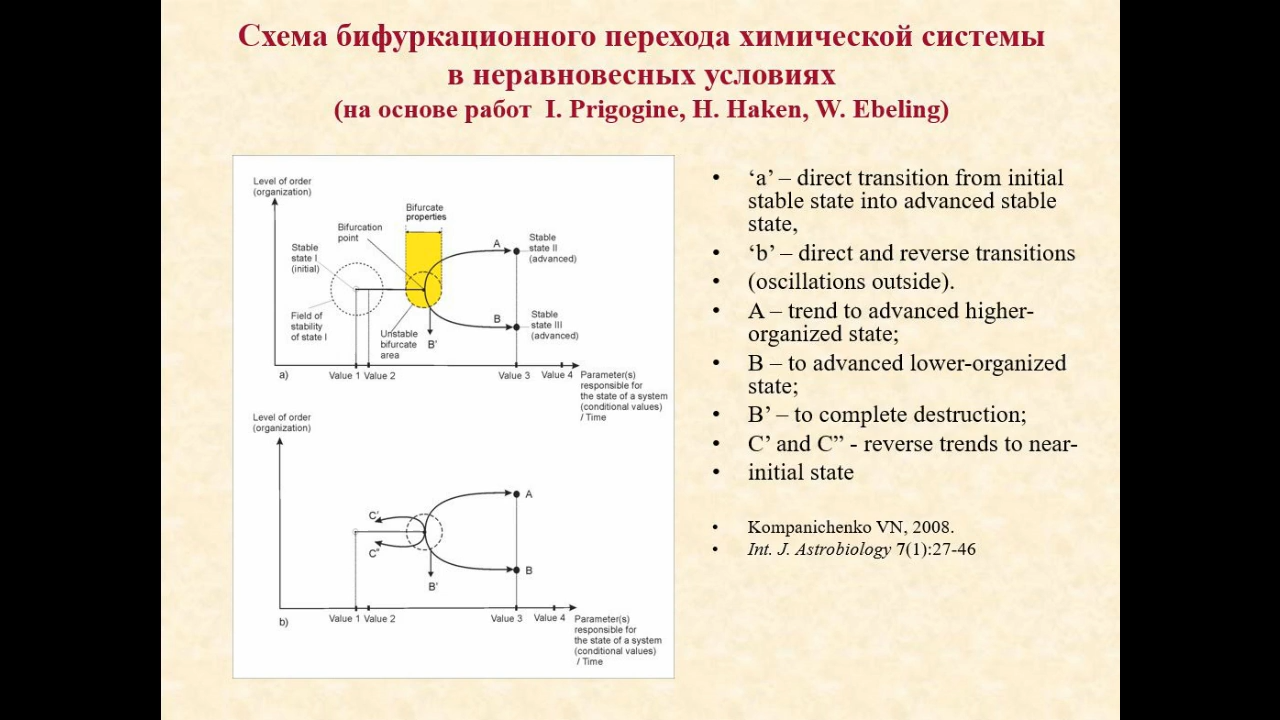 Схема бифуркационного перехода химической системы
в неравновесных условиях
(на основе работ I. Prigogine, H. Haken, W. Ebeling)
Level of order
(organization)
Bifurcate
properties
Bifurcation
point
Stable
state I
(initial)
A
Stable
state II
(advanced)
Field of
stability
of state I
Unstable
bifurcate
area
B'
B
Stable
state III
(advanced)
a)
Value 1 Value 2
Value 3
Value 4
Parameter(s)
responsible for
the state of a system
(conditional values)
/ Time
Level of order
(organization)
A
C'
C"
B
B'
b)
Value 1 Value 2
Value 3
Value 4
Parameter(s)
responsible for
the state of a system
(conditional values)
/ Time
• ‘a’ – direct transition from initial
stable state into advanced stable
state,
• ‘b’ – direct and reverse transitions
• (oscillations outside).
• A – trend to advanced higher-
organized state;
• B – to advanced lower-organized
state;
• B’ – to complete destruction;
• C’ and C” - reverse trends to near-
• initial state
• Kompanichenko VN, 2008.
• Int. J. Astrobiology 7(1):27-46